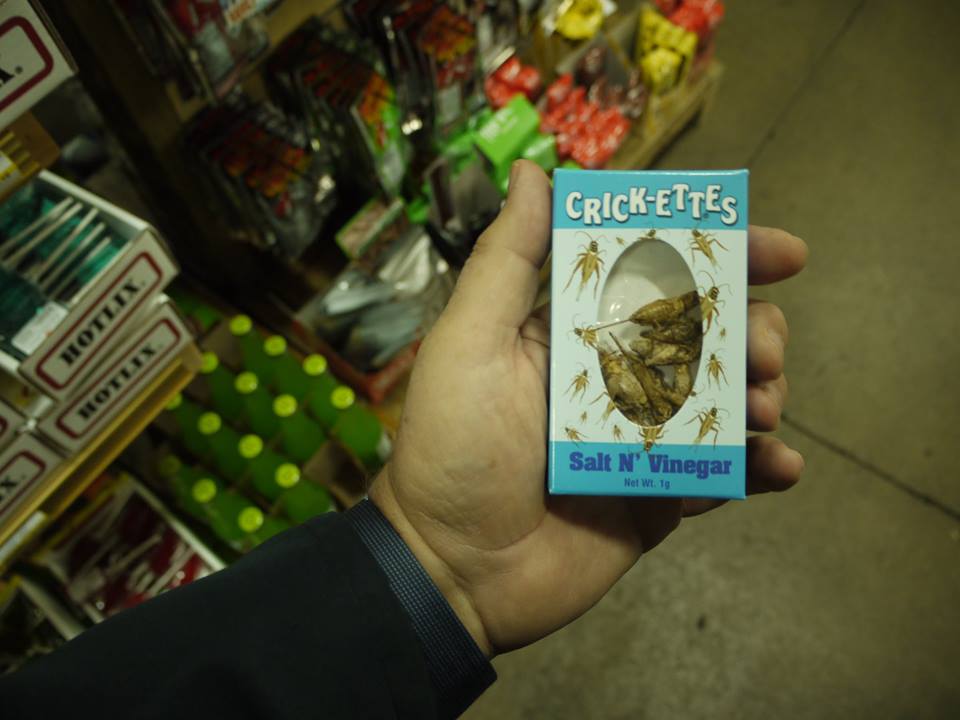 CRICK-ETTES®
Salt N' Vinegar
Net Wt. 1g
HOTLIX.
HOTLIX.
X.